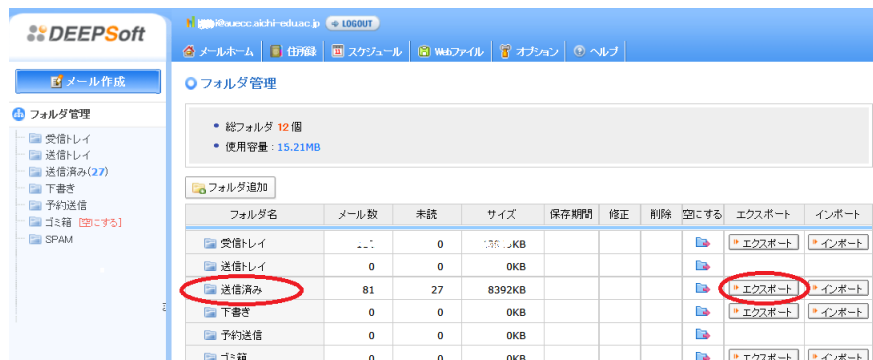 DEEPSoft
@auecc.aichi-edu.ac.jp LOGOUT
メールホーム 住所録 スケジュール Webファイル オプション ヘルプ
メール作成
フォルダ管理
受信トレイ
送信トレイ
送信済み(27)
下書き
予約送信
ゴミ箱 [空にする]
SPAM
フォルダ管理
総フォルダ 12 個
使用容量 : 15.21MB
フォルダ追加
フォルダ名 メール数 未読 サイズ 保存期間 修正 削除 空にする エクスポート インポート
受信トレイ 0 KB エクスポート インポート
送信トレイ 0 0 0KB
送信済み 81 27 8392KB エクスポート インポート
下書き 0 0 0KB エクスポート インポート
予約送信 0 0 0KB
ゴミ箱 0 0 0KB エクスポート インポート